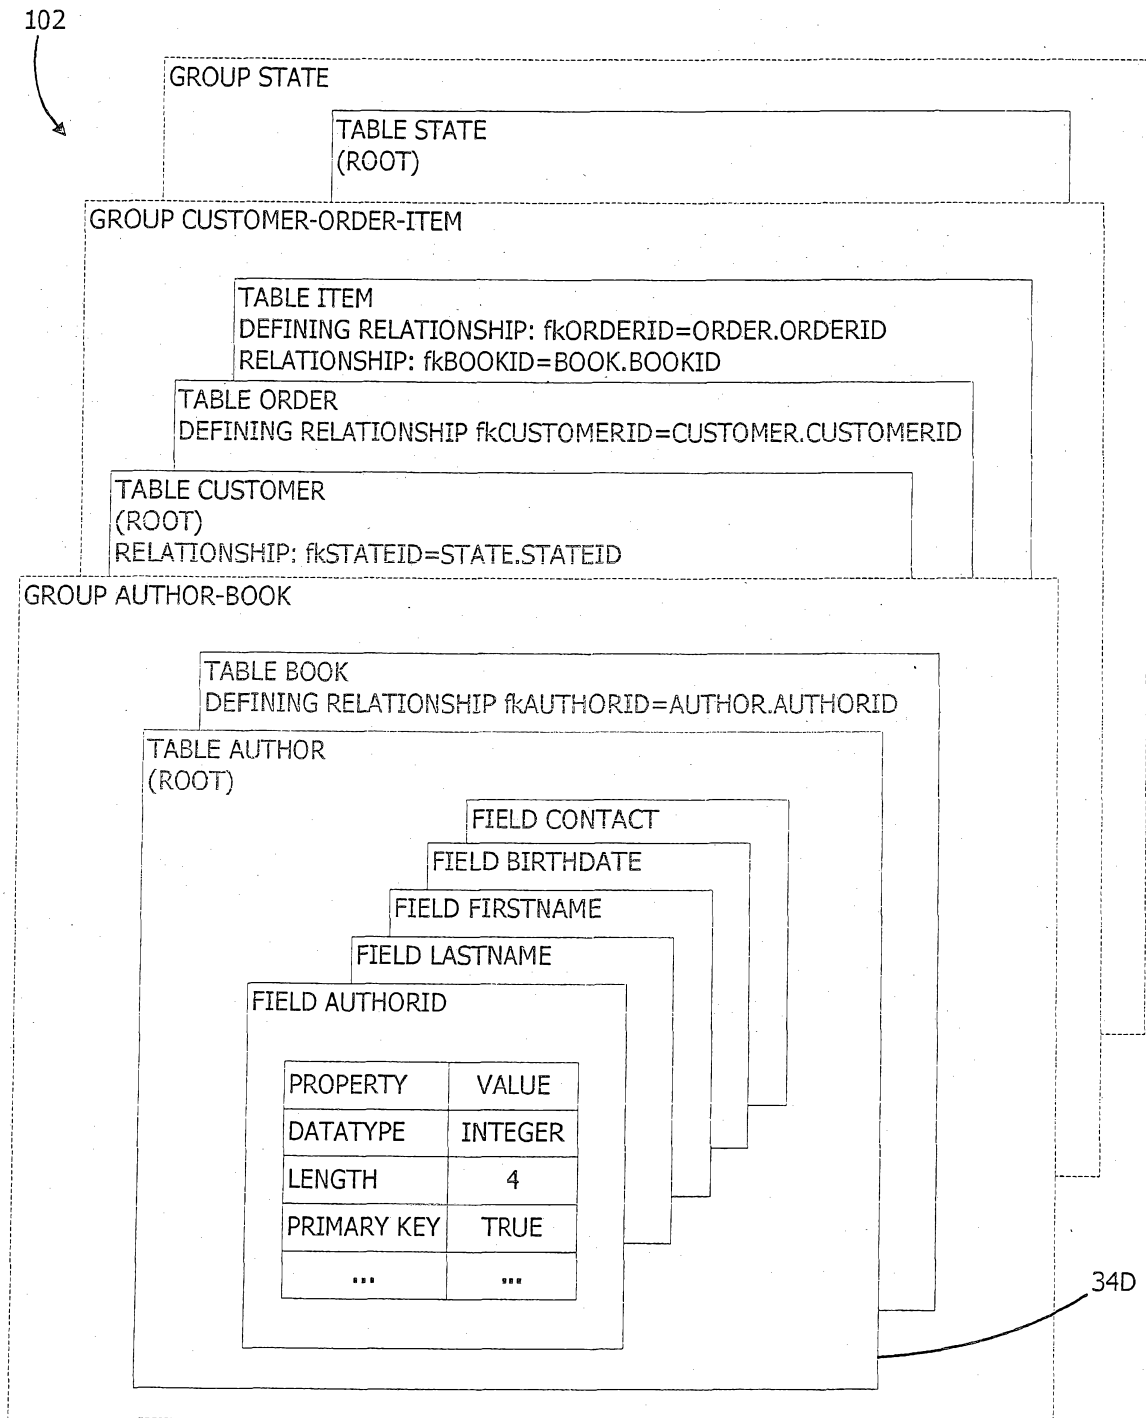 102
GROUP STATE
TABLE STATE
(ROOT)
GROUP CUSTOMER-ORDER-ITEM
TABLE ITEM
DEFINING RELATIONSHIP: fkORDERID=ORDER.ORDERID
RELATIONSHIP: fkBOOKID=BOOK.BOOKID
TABLE ORDER
DEFINING RELATIONSHIP fkCUSTOMERID=CUSTOMER.CUSTOMERID
TABLE CUSTOMER
(ROOT)
RELATIONSHIP: fkSTATEID=STATE.STATEID
GROUP AUTHOR-BOOK
TABLE BOOK
DEFINING RELATIONSHIP fkAUTHORID=AUTHOR.AUTHORID
TABLE AUTHOR
(ROOT)
FIELD CONTACT
FIELD BIRTHDATE
FIELD FIRSTNAME
FIELD LASTNAME
FIELD AUTHORID
PROPERTY VALUE
DATATYPE INTEGER
LENGTH 4
PRIMARY KEY TRUE
... ...
34D